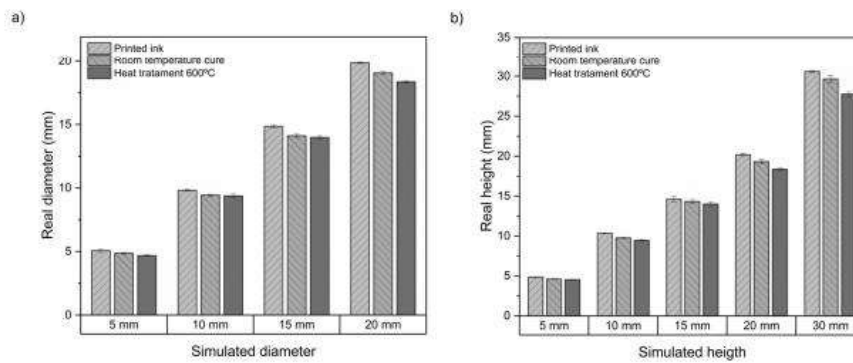 a)
Printed ink
Room temperature cure
Heat tratament 600ºC
Real diameter (mm)
20
15
10
5
0
5 mm 10 mm 15 mm 20 mm
Simulated diameter
b)
Printed ink
Room temperature cure
Heat tratament 600ºC
Real height (mm)
35
30
25
20
15
10
5
0
5 mm 10 mm 15 mm 20 mm 30 mm
Simulated heigth